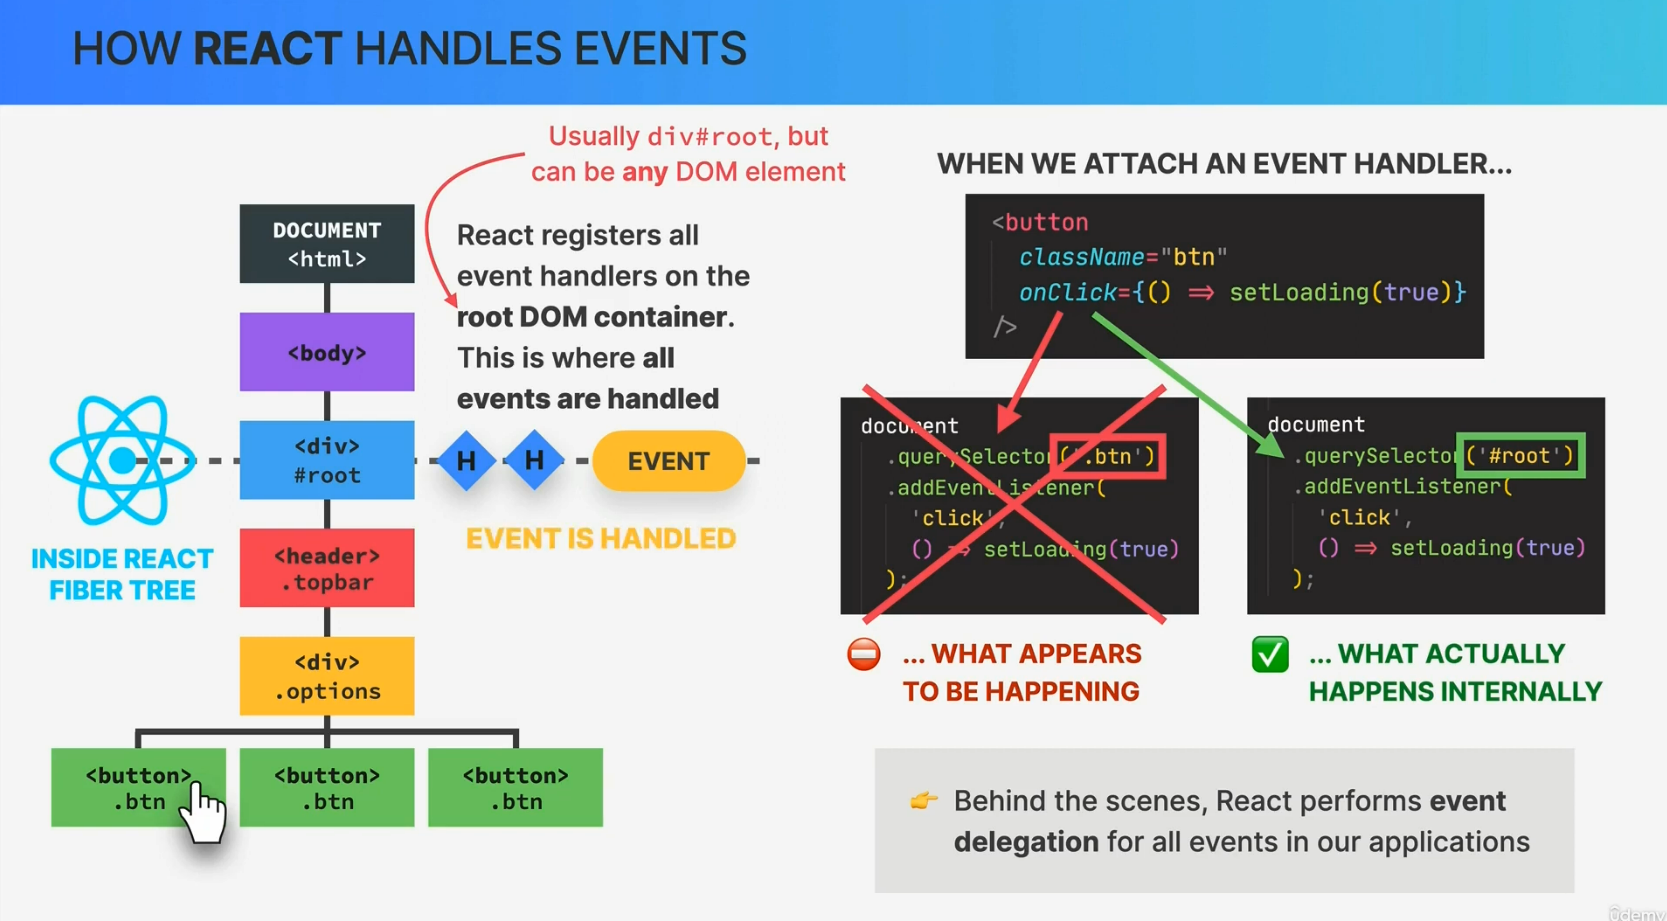 HOW REACT HANDLES EVENTS
Usually div#root, but
can be any DOM element
DOCUMENT
<html>
<body>
<div>
#root
<header>
.topbar
<div>
.options
<button>
.btn
<button>
.btn
<button>
.btn
INSIDE REACT
FIBER TREE
React registers all
event handlers on the
root DOM container.
This is where all
events are handled
H
H
EVENT
EVENT IS HANDLED
WHEN WE ATTACH AN EVENT HANDLER...
<button
className="btn"
onClick={() ⇒ setLoading(true)}
/>
document
.querySelector('.btn')
.addEventListener(
'click',
() ⇒ setLoading(true)
);
... WHAT APPEARS
TO BE HAPPENING
document
.querySelector('#root')
.addEventListener(
'click',
() ⇒ setLoading(true)
);
... WHAT ACTUALLY
HAPPENS INTERNALLY
👉 Behind the scenes, React performs event
delegation for all events in our applications
ûdemy